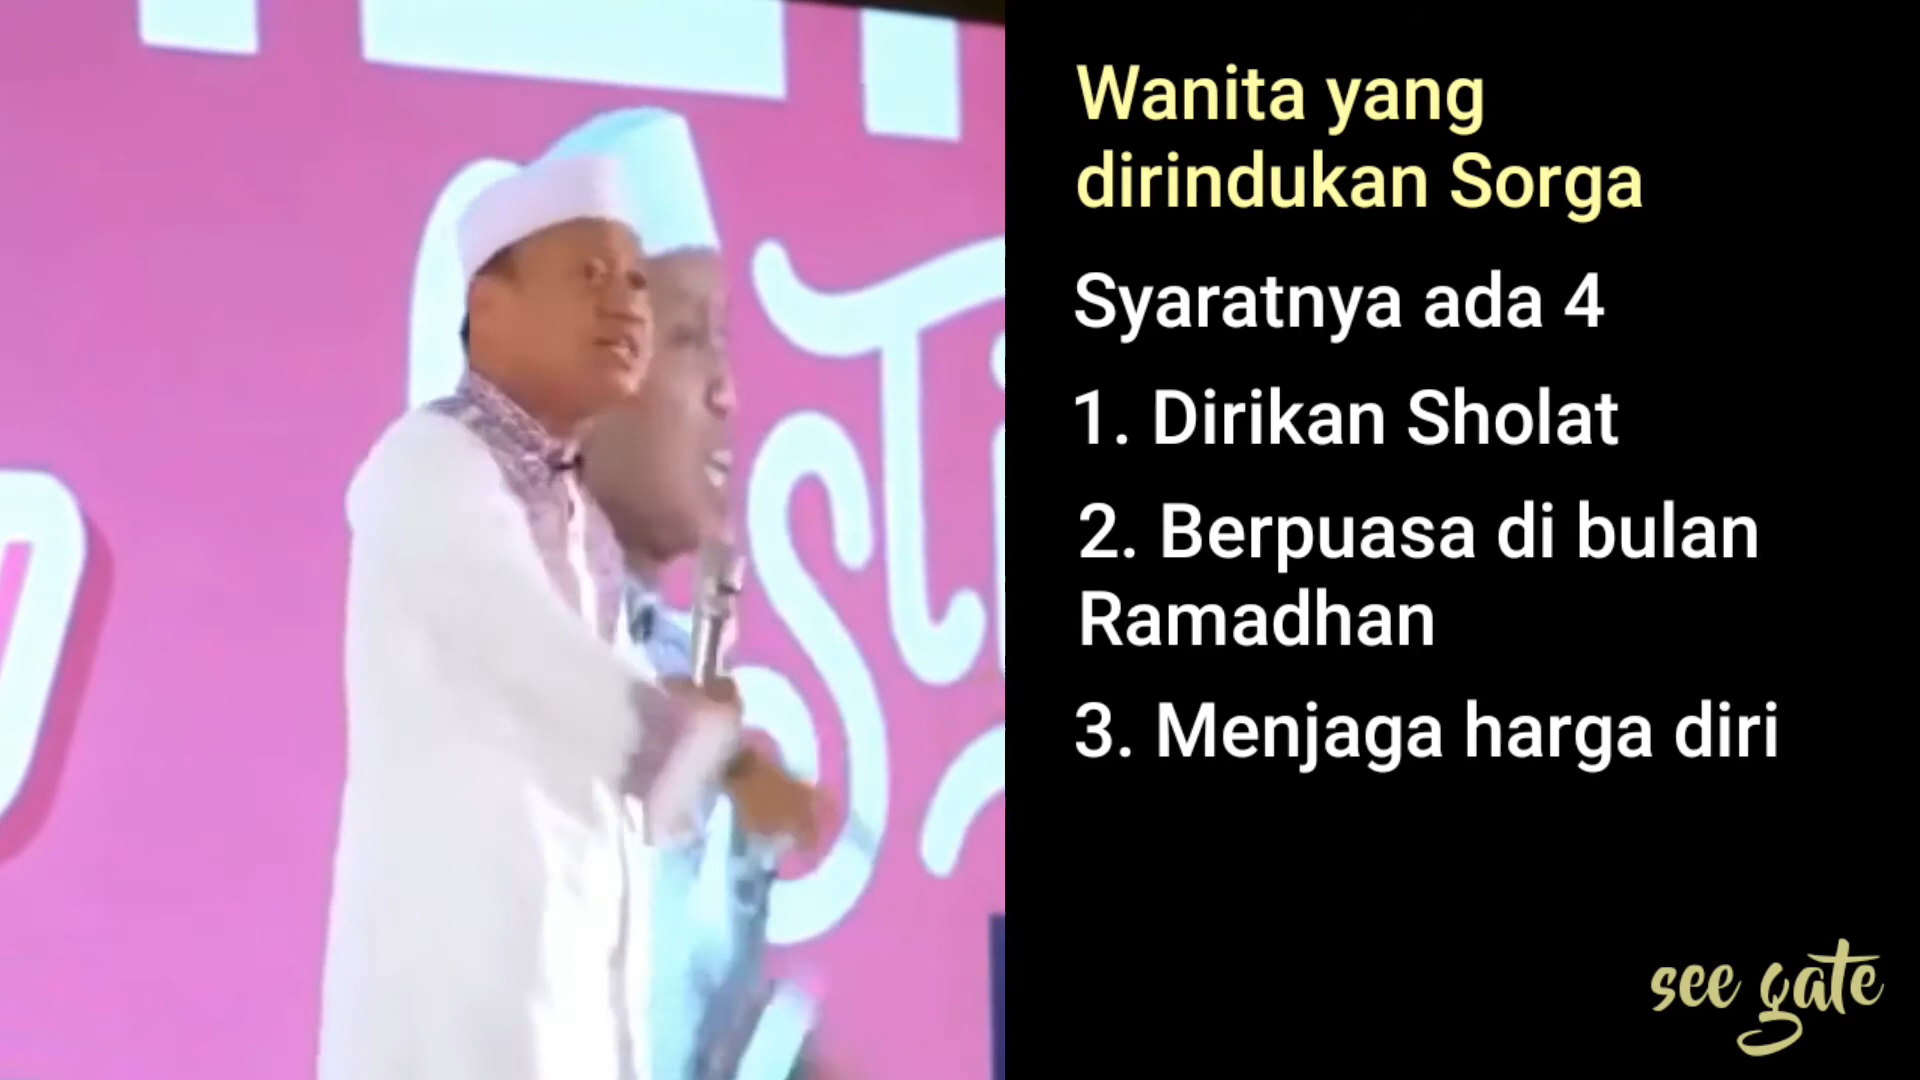 Wanita yang
dirindukan Sorga
Syaratnya ada 4
1. Dirikan Sholat
2. Berpuasa di bulan
Ramadhan
3. Menjaga harga diri
see gate